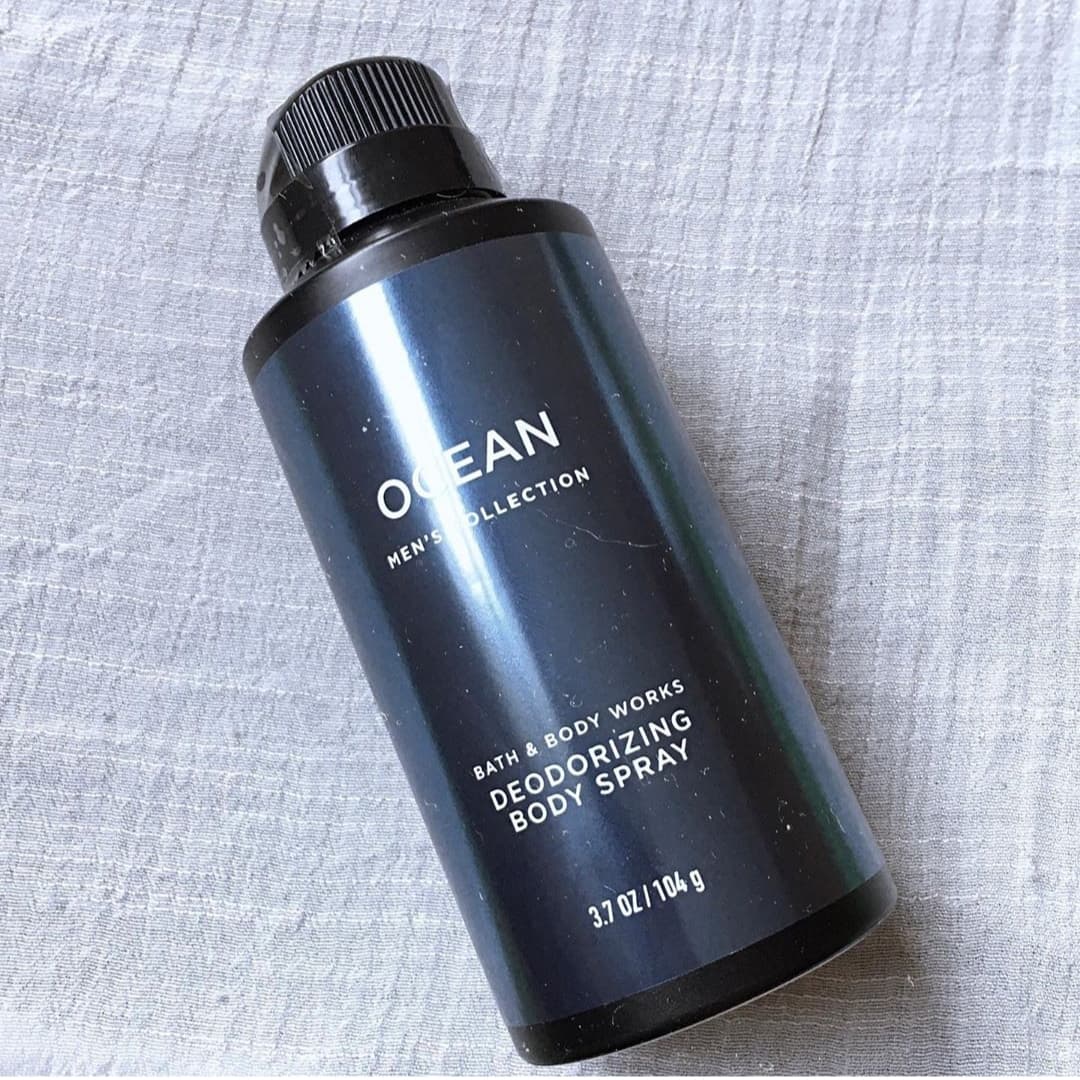 OCEAN
MEN'S COLLECTION
BATH & BODY WORKS
DEODORIZING
BODY SPRAY
3.7 OZ / 104 g